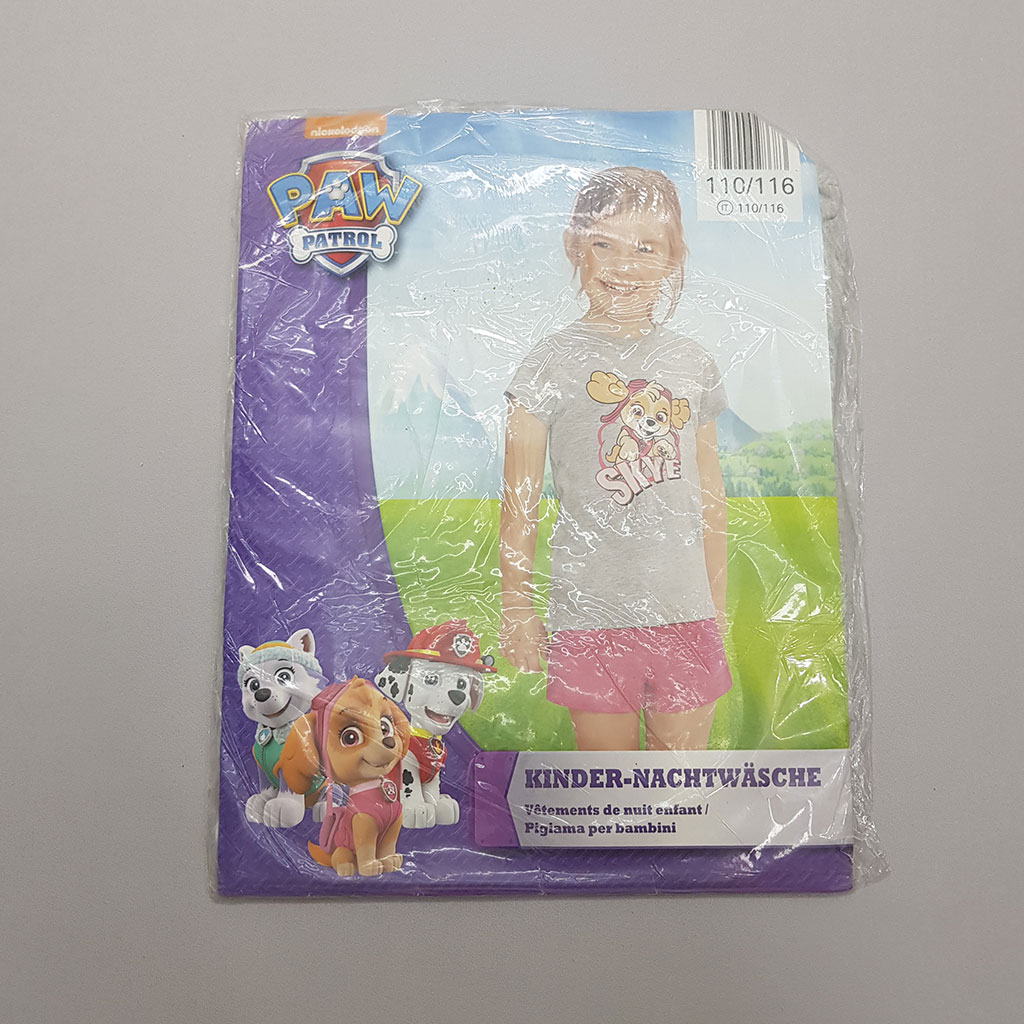 nickelodeon
PAW
PATROL
110/116
IT 110/116
SKYE
KINDER-NACHTWÄSCHE
Vêtements de nuit enfant /
Pigiama per bambini